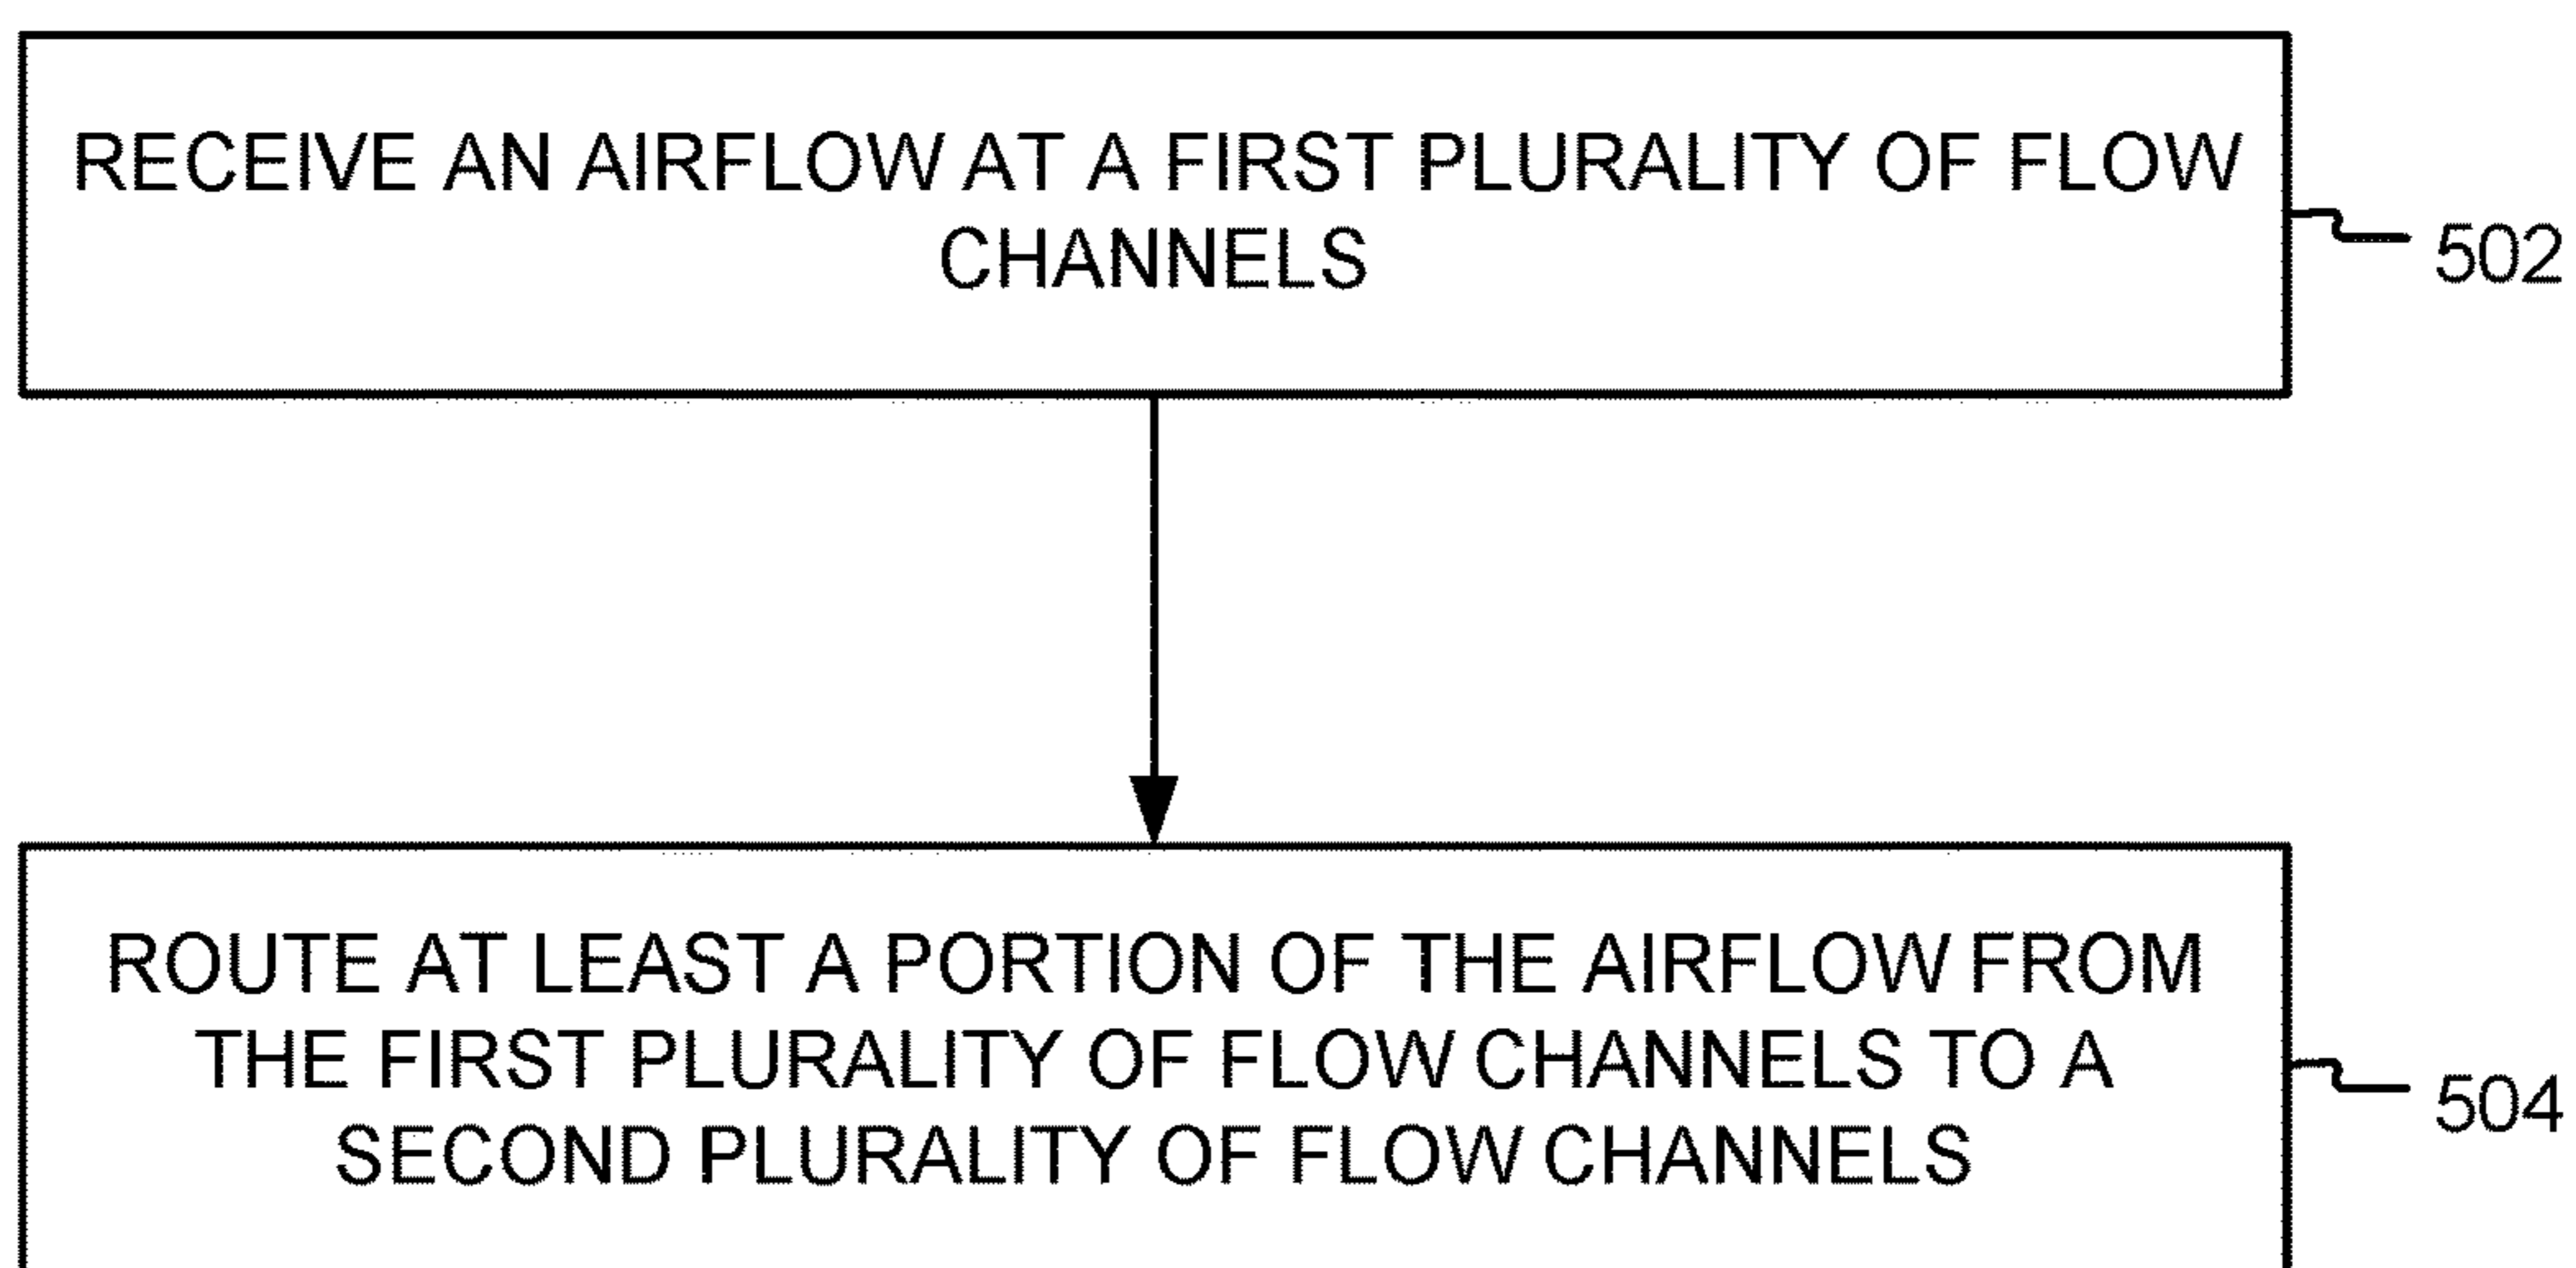 RECEIVE AN AIRFLOW AT A FIRST PLURALITY OF FLOW
CHANNELS
502
ROUTE AT LEAST A PORTION OF THE AIRFLOW FROM
THE FIRST PLURALITY OF FLOW CHANNELS TO A
SECOND PLURALITY OF FLOW CHANNELS
504